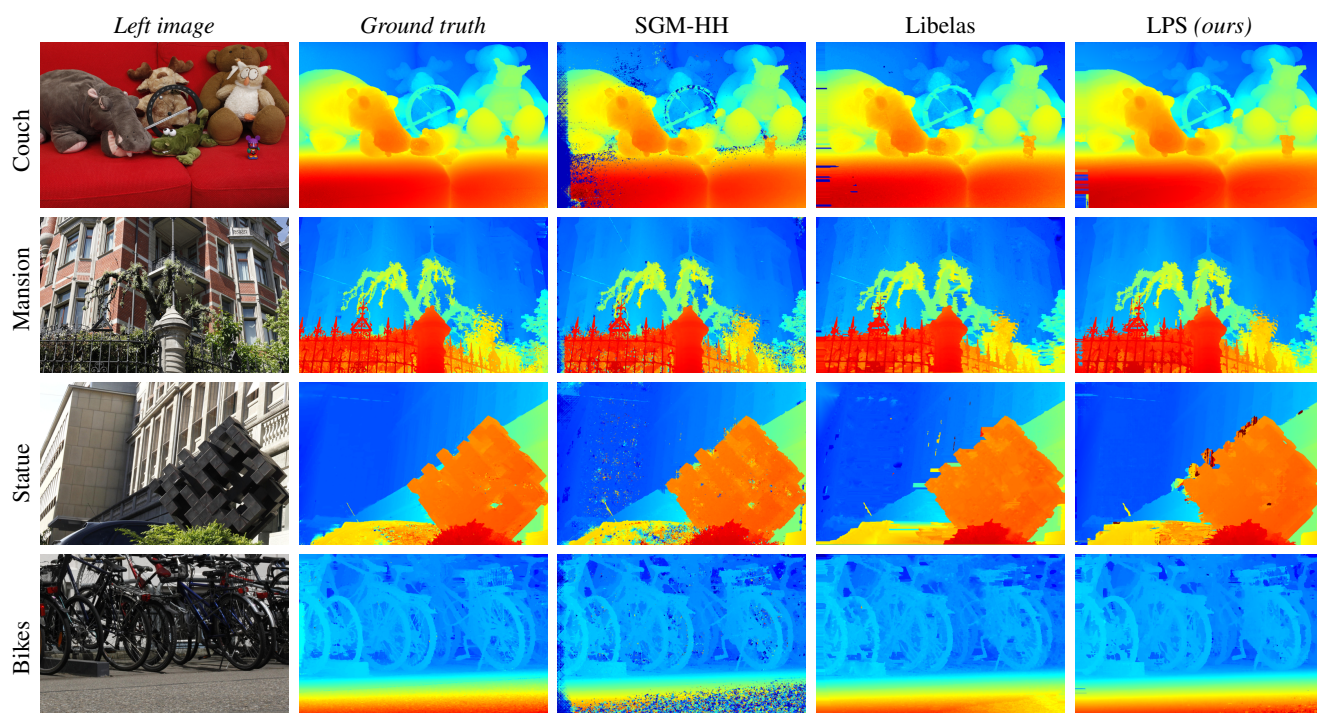 Left image
Ground truth
SGM-HH
Libelas
LPS (ours)
Couch
Mansion
Statue
Bikes